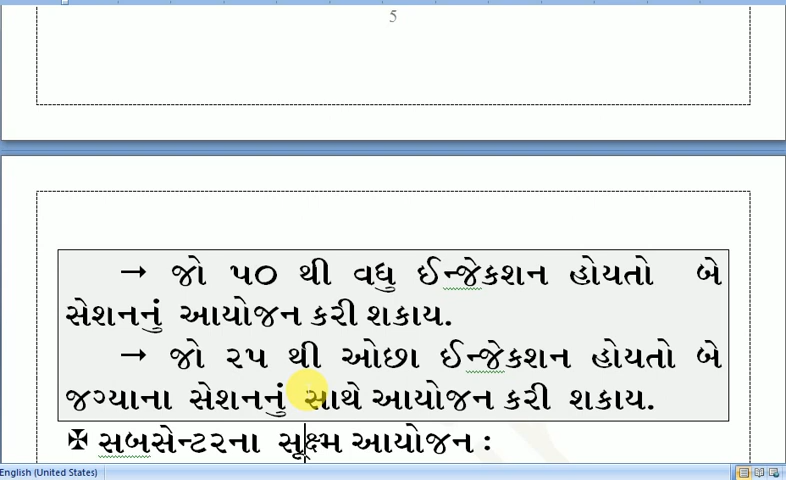 5
→ જો ૫૦ થી વધુ ઈન્જેકશન હોયતો બે
સેશનનું આયોજન કરી શકાય.
→ જો ૨૫ થી ઓછા ઈન્જેકશન હોયતો બે
જગ્યાના સેશનનું સાથે આયોજન કરી શકાય.
✠ સબસેન્ટરના સૂક્ષ્મ આયોજન :
English (United States)